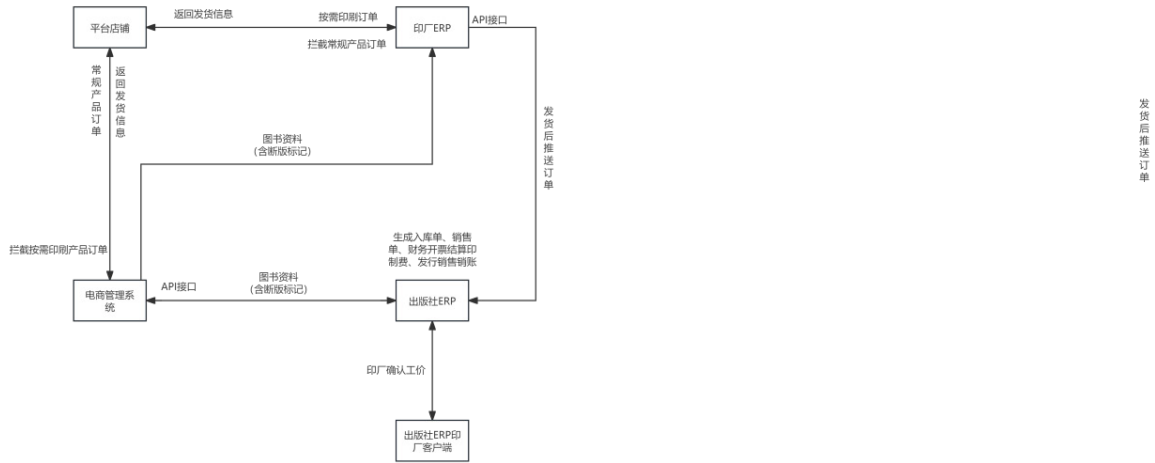 返回发货信息
按需印刷订单
API接口
平台店铺
印厂ERP
拦截常规产品订单
常规产品订单
返回发货信息
发货后推送订单
发货后推送订单
图书资料
(含断版标记)
拦截按需印刷产品订单
生成入库单、销售
单、财务开票结算印
制费、发行销售销账
图书资料
(含断版标记)
API接口
电商管理系
统
出版社ERP
印厂确认工价
出版社ERP印
厂客户端